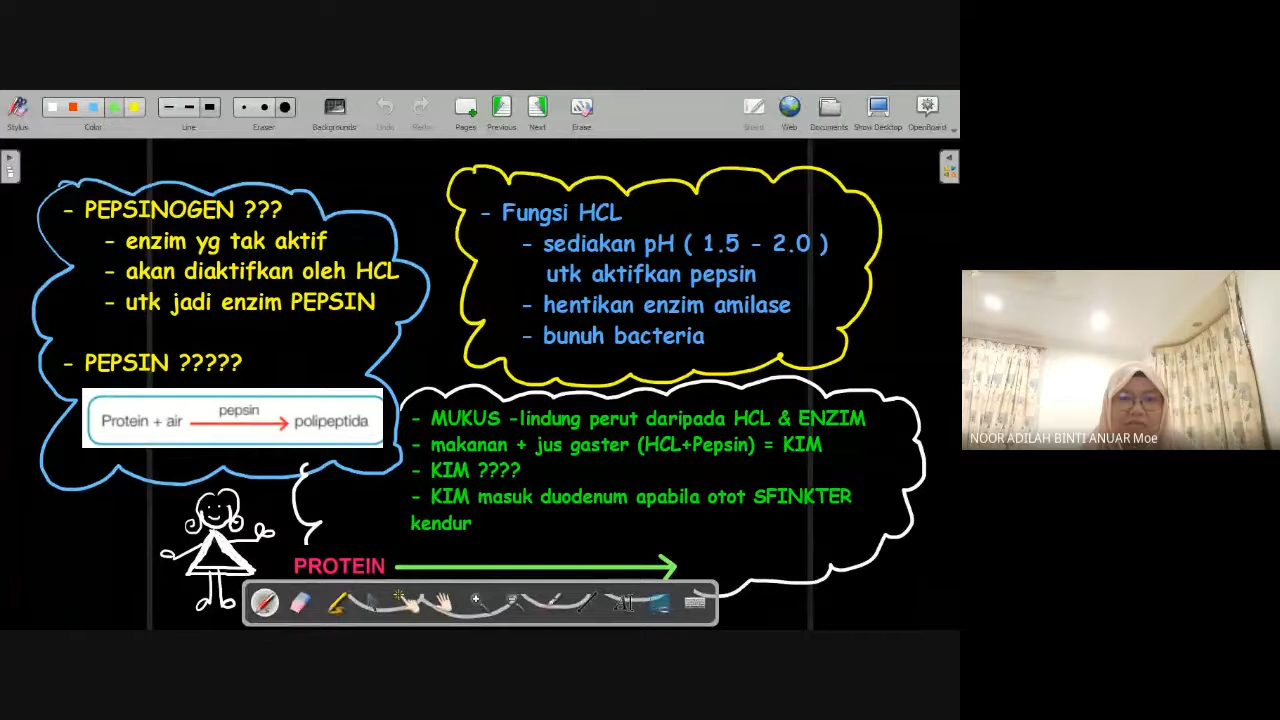 Stylus
Color
Line
Eraser
Backgrounds
Undo
Redo
Pages
Previous
Next
Erase
Board
Web
Documents
Show Desktop
OpenBoard
- PEPSINOGEN ???
- enzim yg tak aktif
- akan diaktifkan oleh HCL
- utk jadi enzim PEPSIN
- PEPSIN ?????
Protein + air pepsin polipeptida
- Fungsi HCL
- sediakan pH ( 1.5 - 2.0 )
utk aktifkan pepsin
- hentikan enzim amilase
- bunuh bacteria
- MUKUS -lindung perut daripada HCL & ENZIM
- makanan + jus gaster (HCL+Pepsin) = KIM
- KIM ????
- KIM masuk duodenum apabila otot SFINKTER
kendur
PROTEIN
AI
NOOR ADILAH BINTI ANUAR Moe